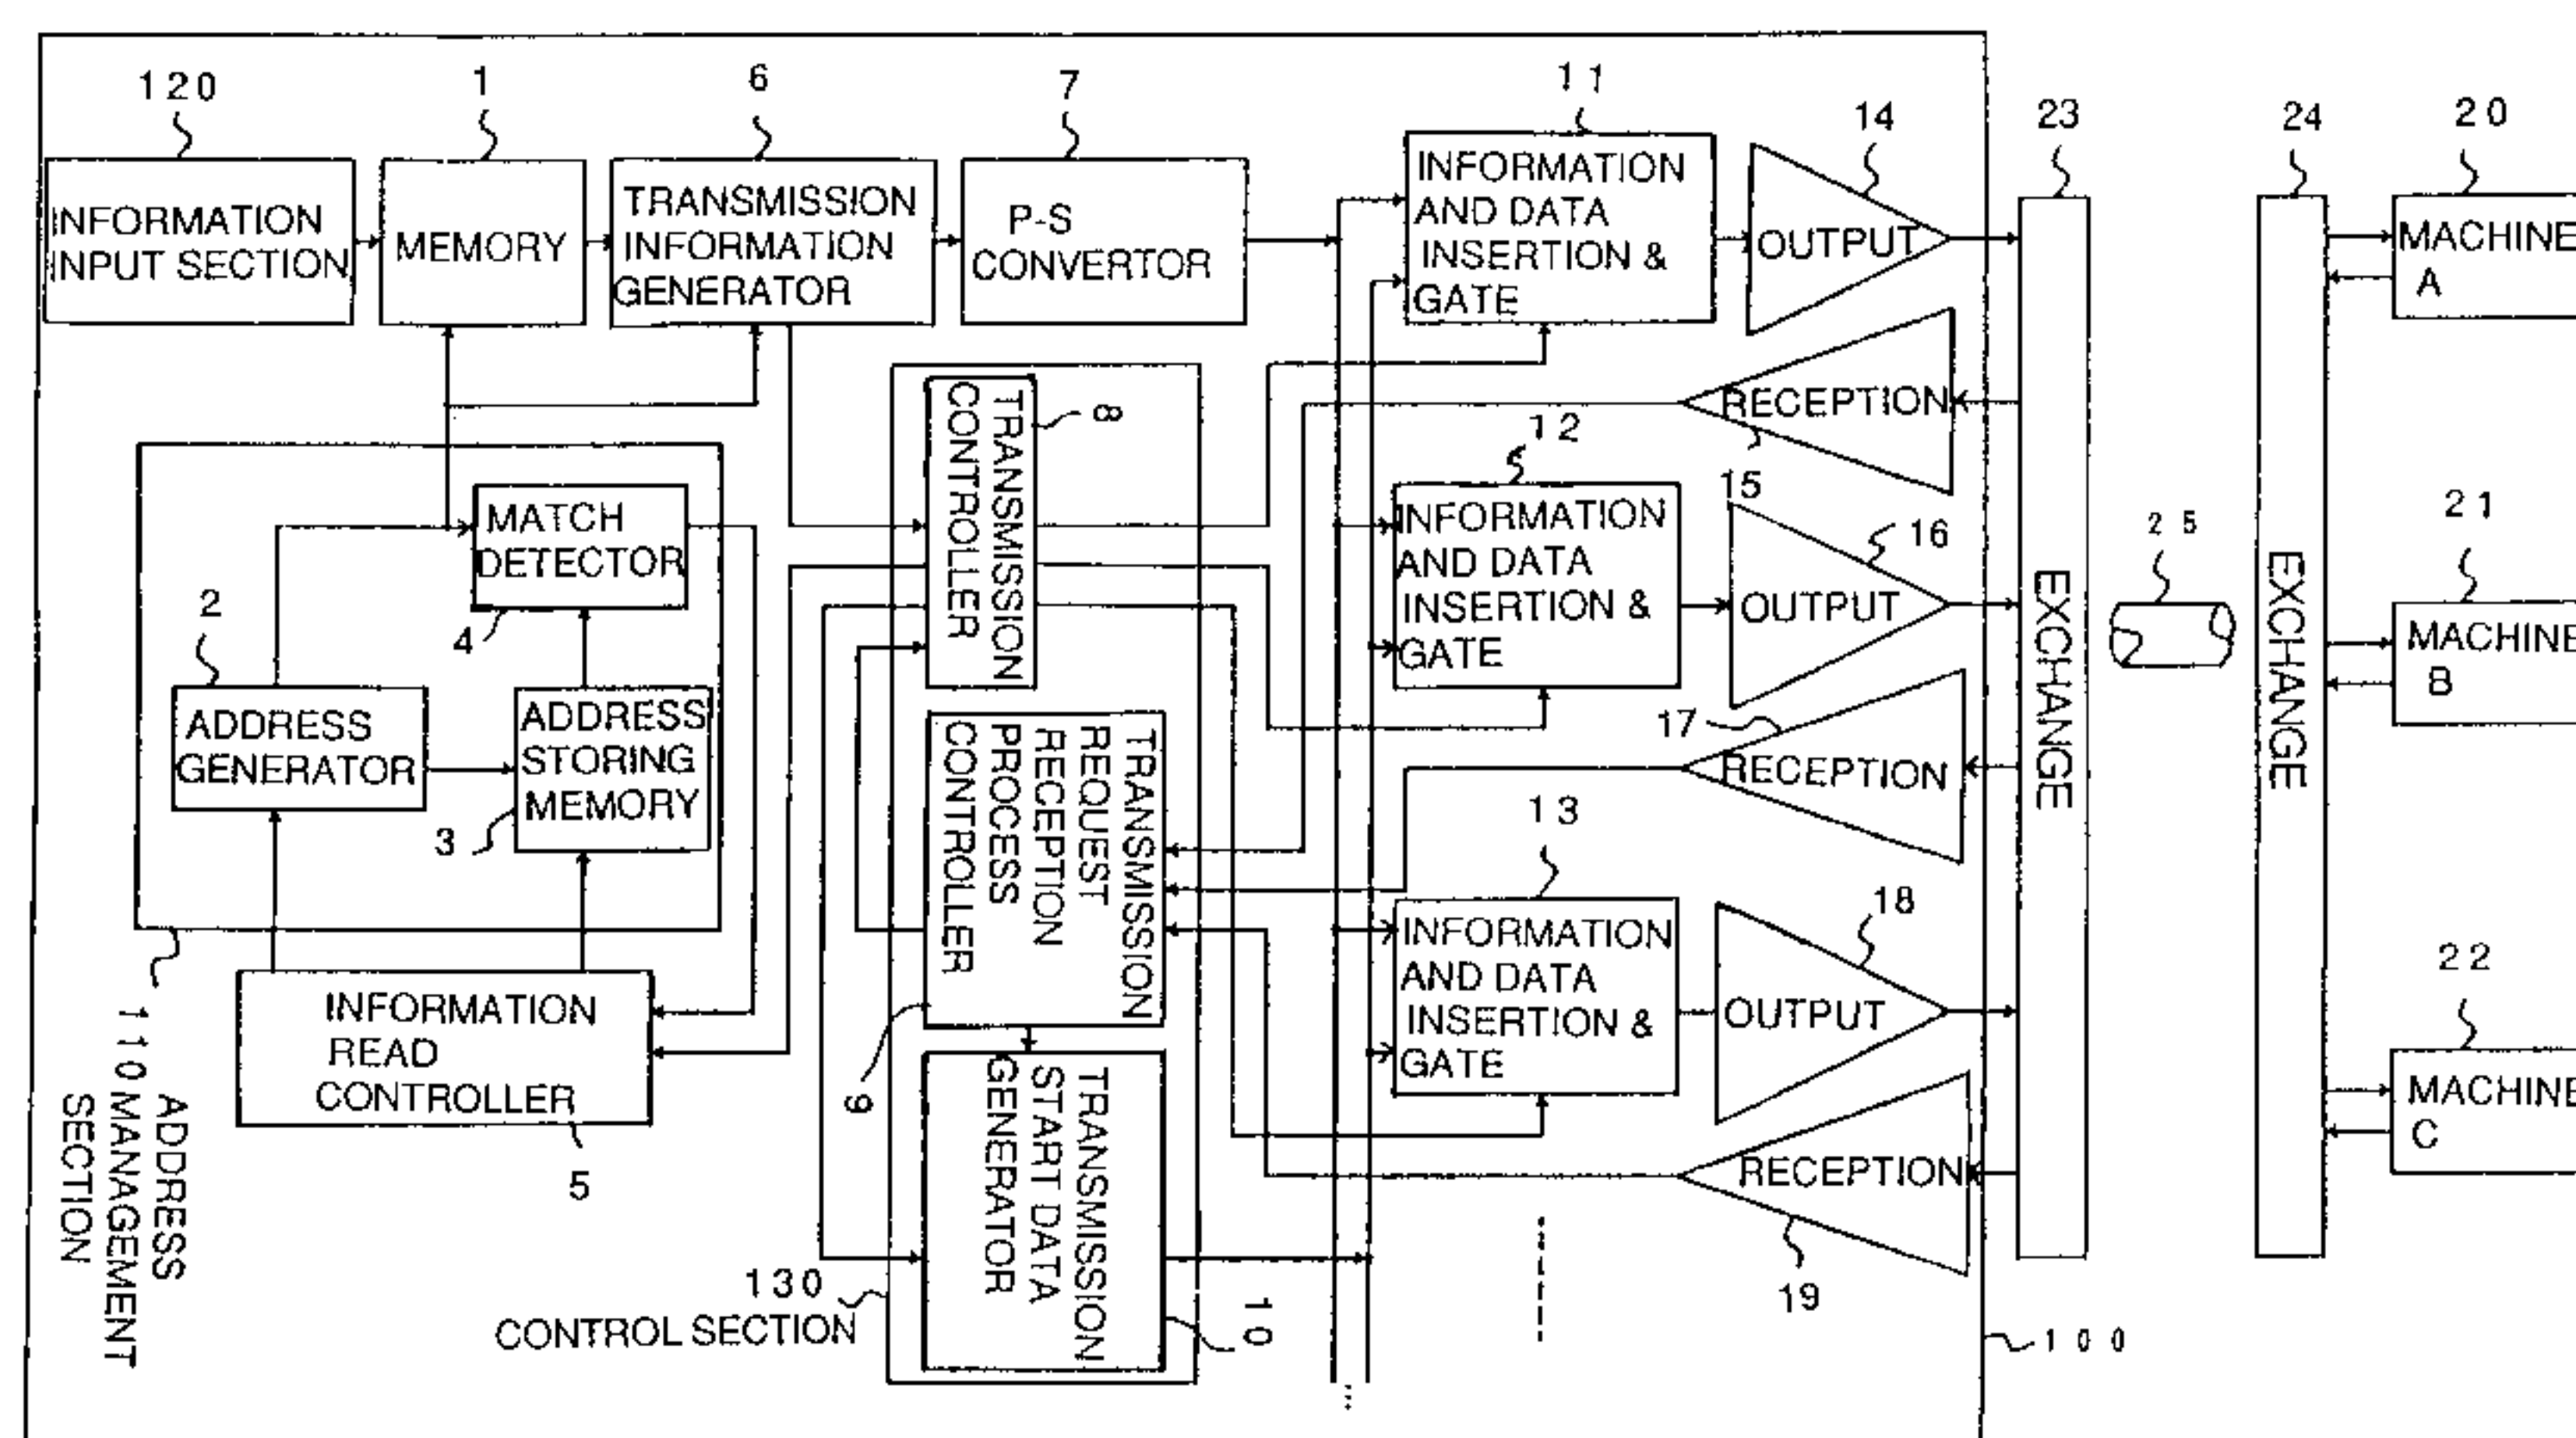 120
1
6
7
11
14
23
24
20
INFORMATION
INPUT SECTION
MEMORY
TRANSMISSION
INFORMATION
GENERATOR
P-S
CONVERTOR
INFORMATION
AND DATA
INSERTION &
GATE
OUTPUT
MACHINE
A
RECEPTION
15
TRANSMISSION
CONTROLLER
8
12
INFORMATION
AND DATA
INSERTION &
GATE
OUTPUT
16
25
21
MACHINE
B
EXCHANGE
EXCHANGE
MATCH
DETECTOR
4
2
ADDRESS
GENERATOR
ADDRESS
STORING
MEMORY
3
17
RECEPTION
TRANSMISSION
REQUEST
RECEPTION
PROCESS
CONTROLLER
9
13
INFORMATION
AND DATA
INSERTION &
GATE
18
OUTPUT
22
MACHINE
C
INFORMATION
READ
CONTROLLER
5
ADDRESS
110 MANAGEMENT
SECTION
TRANSMISSION
START DATA
GENERATOR
10
RECEPTION
19
130
CONTROL SECTION
100